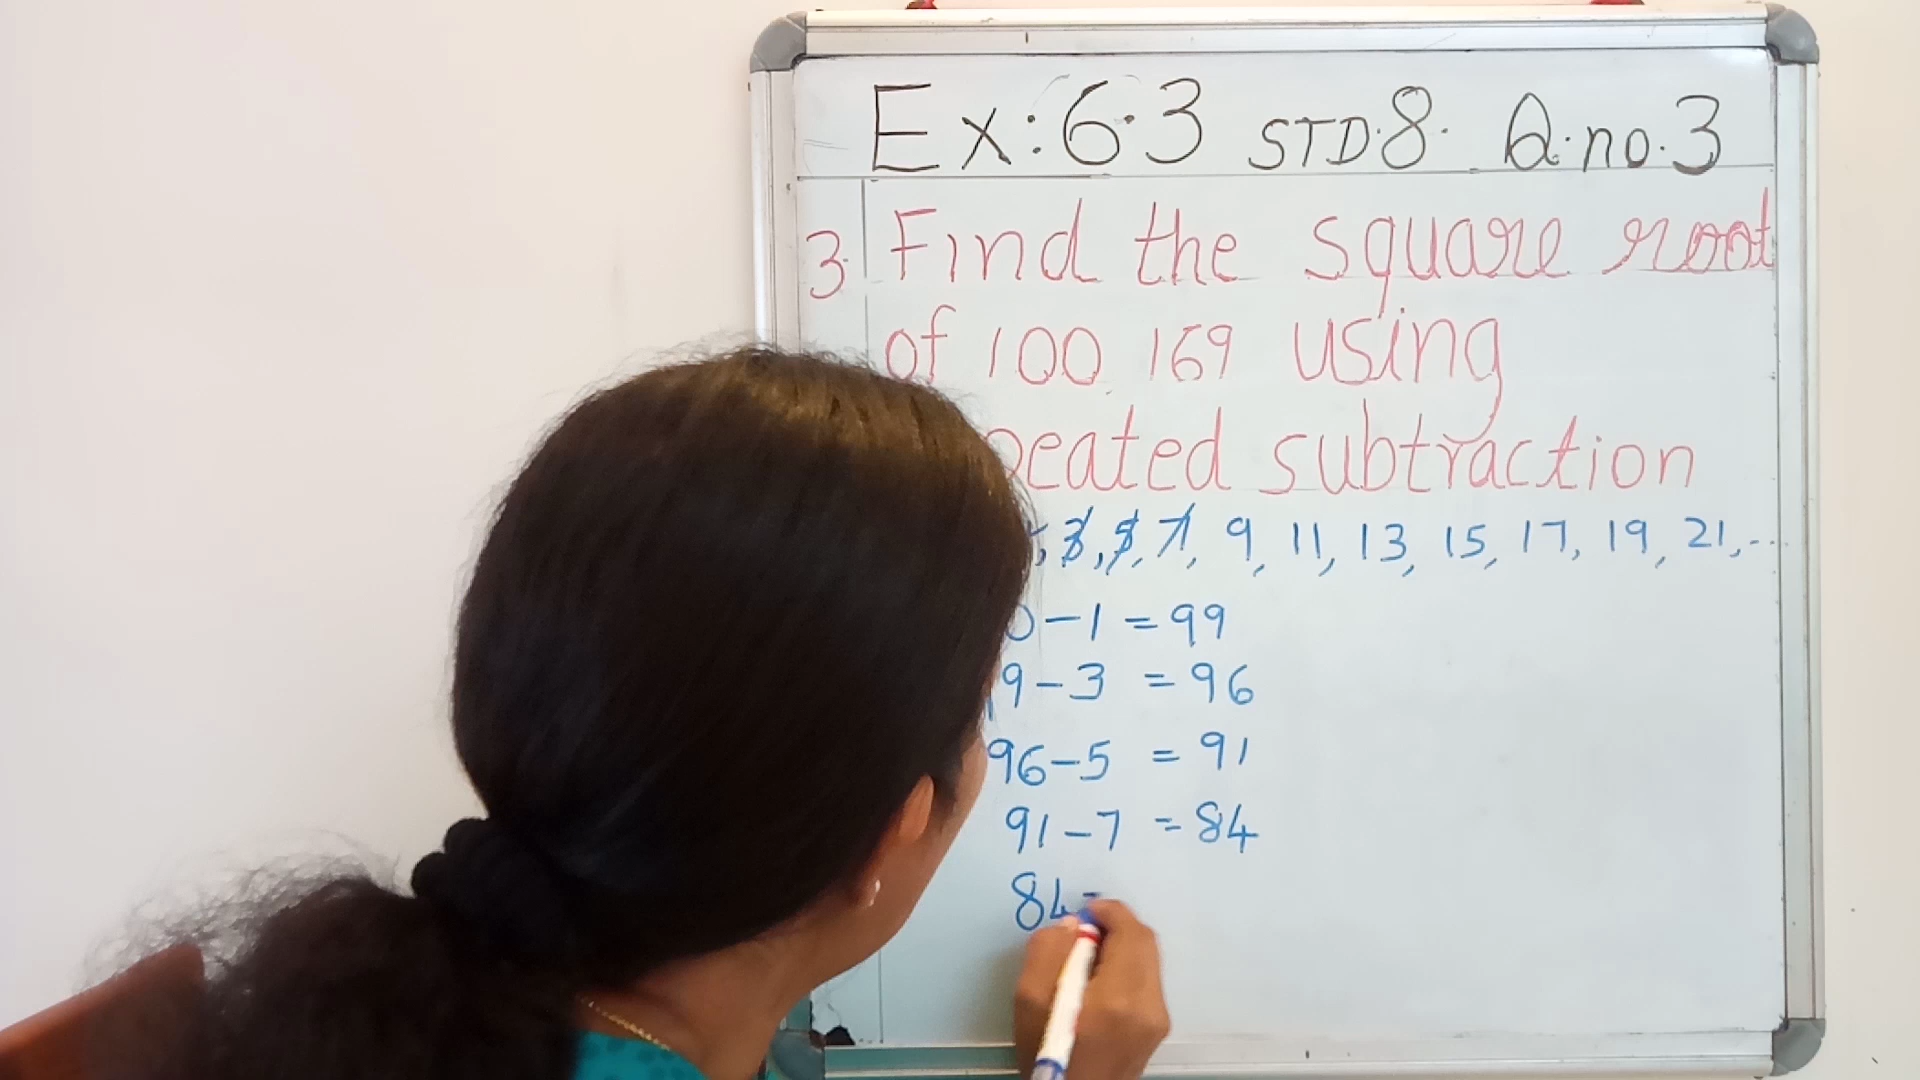 Ex: 6.3 STD.8. Q.no.3
3. Find the square root
of 100 169 using
subtraction
3, 5, 7, 9, 11, 13, 15, 17, 19, 21, ...
0 - 1 = 99
9 - 3 = 96
96 - 5 = 91
91 - 7 = 84
84 -